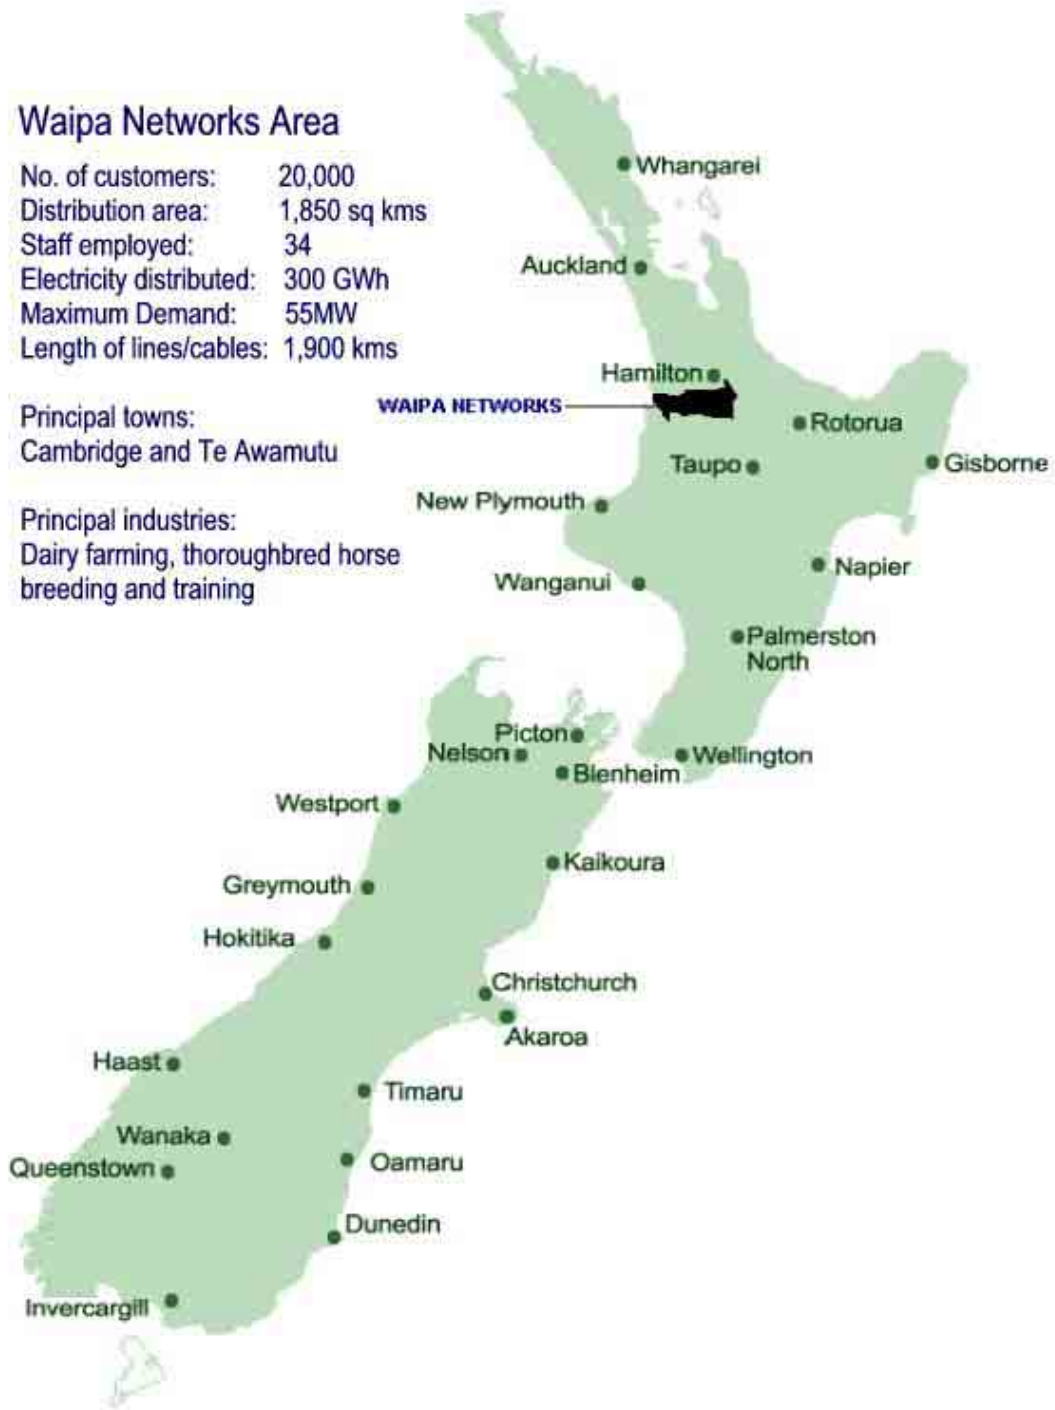 Waipa Networks Area
No. of customers: 20,000
Distribution area: 1,850 sq kms
Staff employed: 34
Electricity distributed: 300 GWh
Maximum Demand: 55MW
Length of lines/cables: 1,900 kms
Principal towns:
Cambridge and Te Awamutu
Principal industries:
Dairy farming, thoroughbred horse
breeding and training
Whangarei
Auckland
Hamilton
WAIPA NETWORKS
Rotorua
Taupo
Gisborne
New Plymouth
Napier
Wanganui
Palmerston
North
Picton
Nelson
Wellington
Blenheim
Westport
Kaikoura
Greymouth
Hokitika
Christchurch
Akaroa
Haast
Timaru
Wanaka
Queenstown
Oamaru
Dunedin
Invercargill